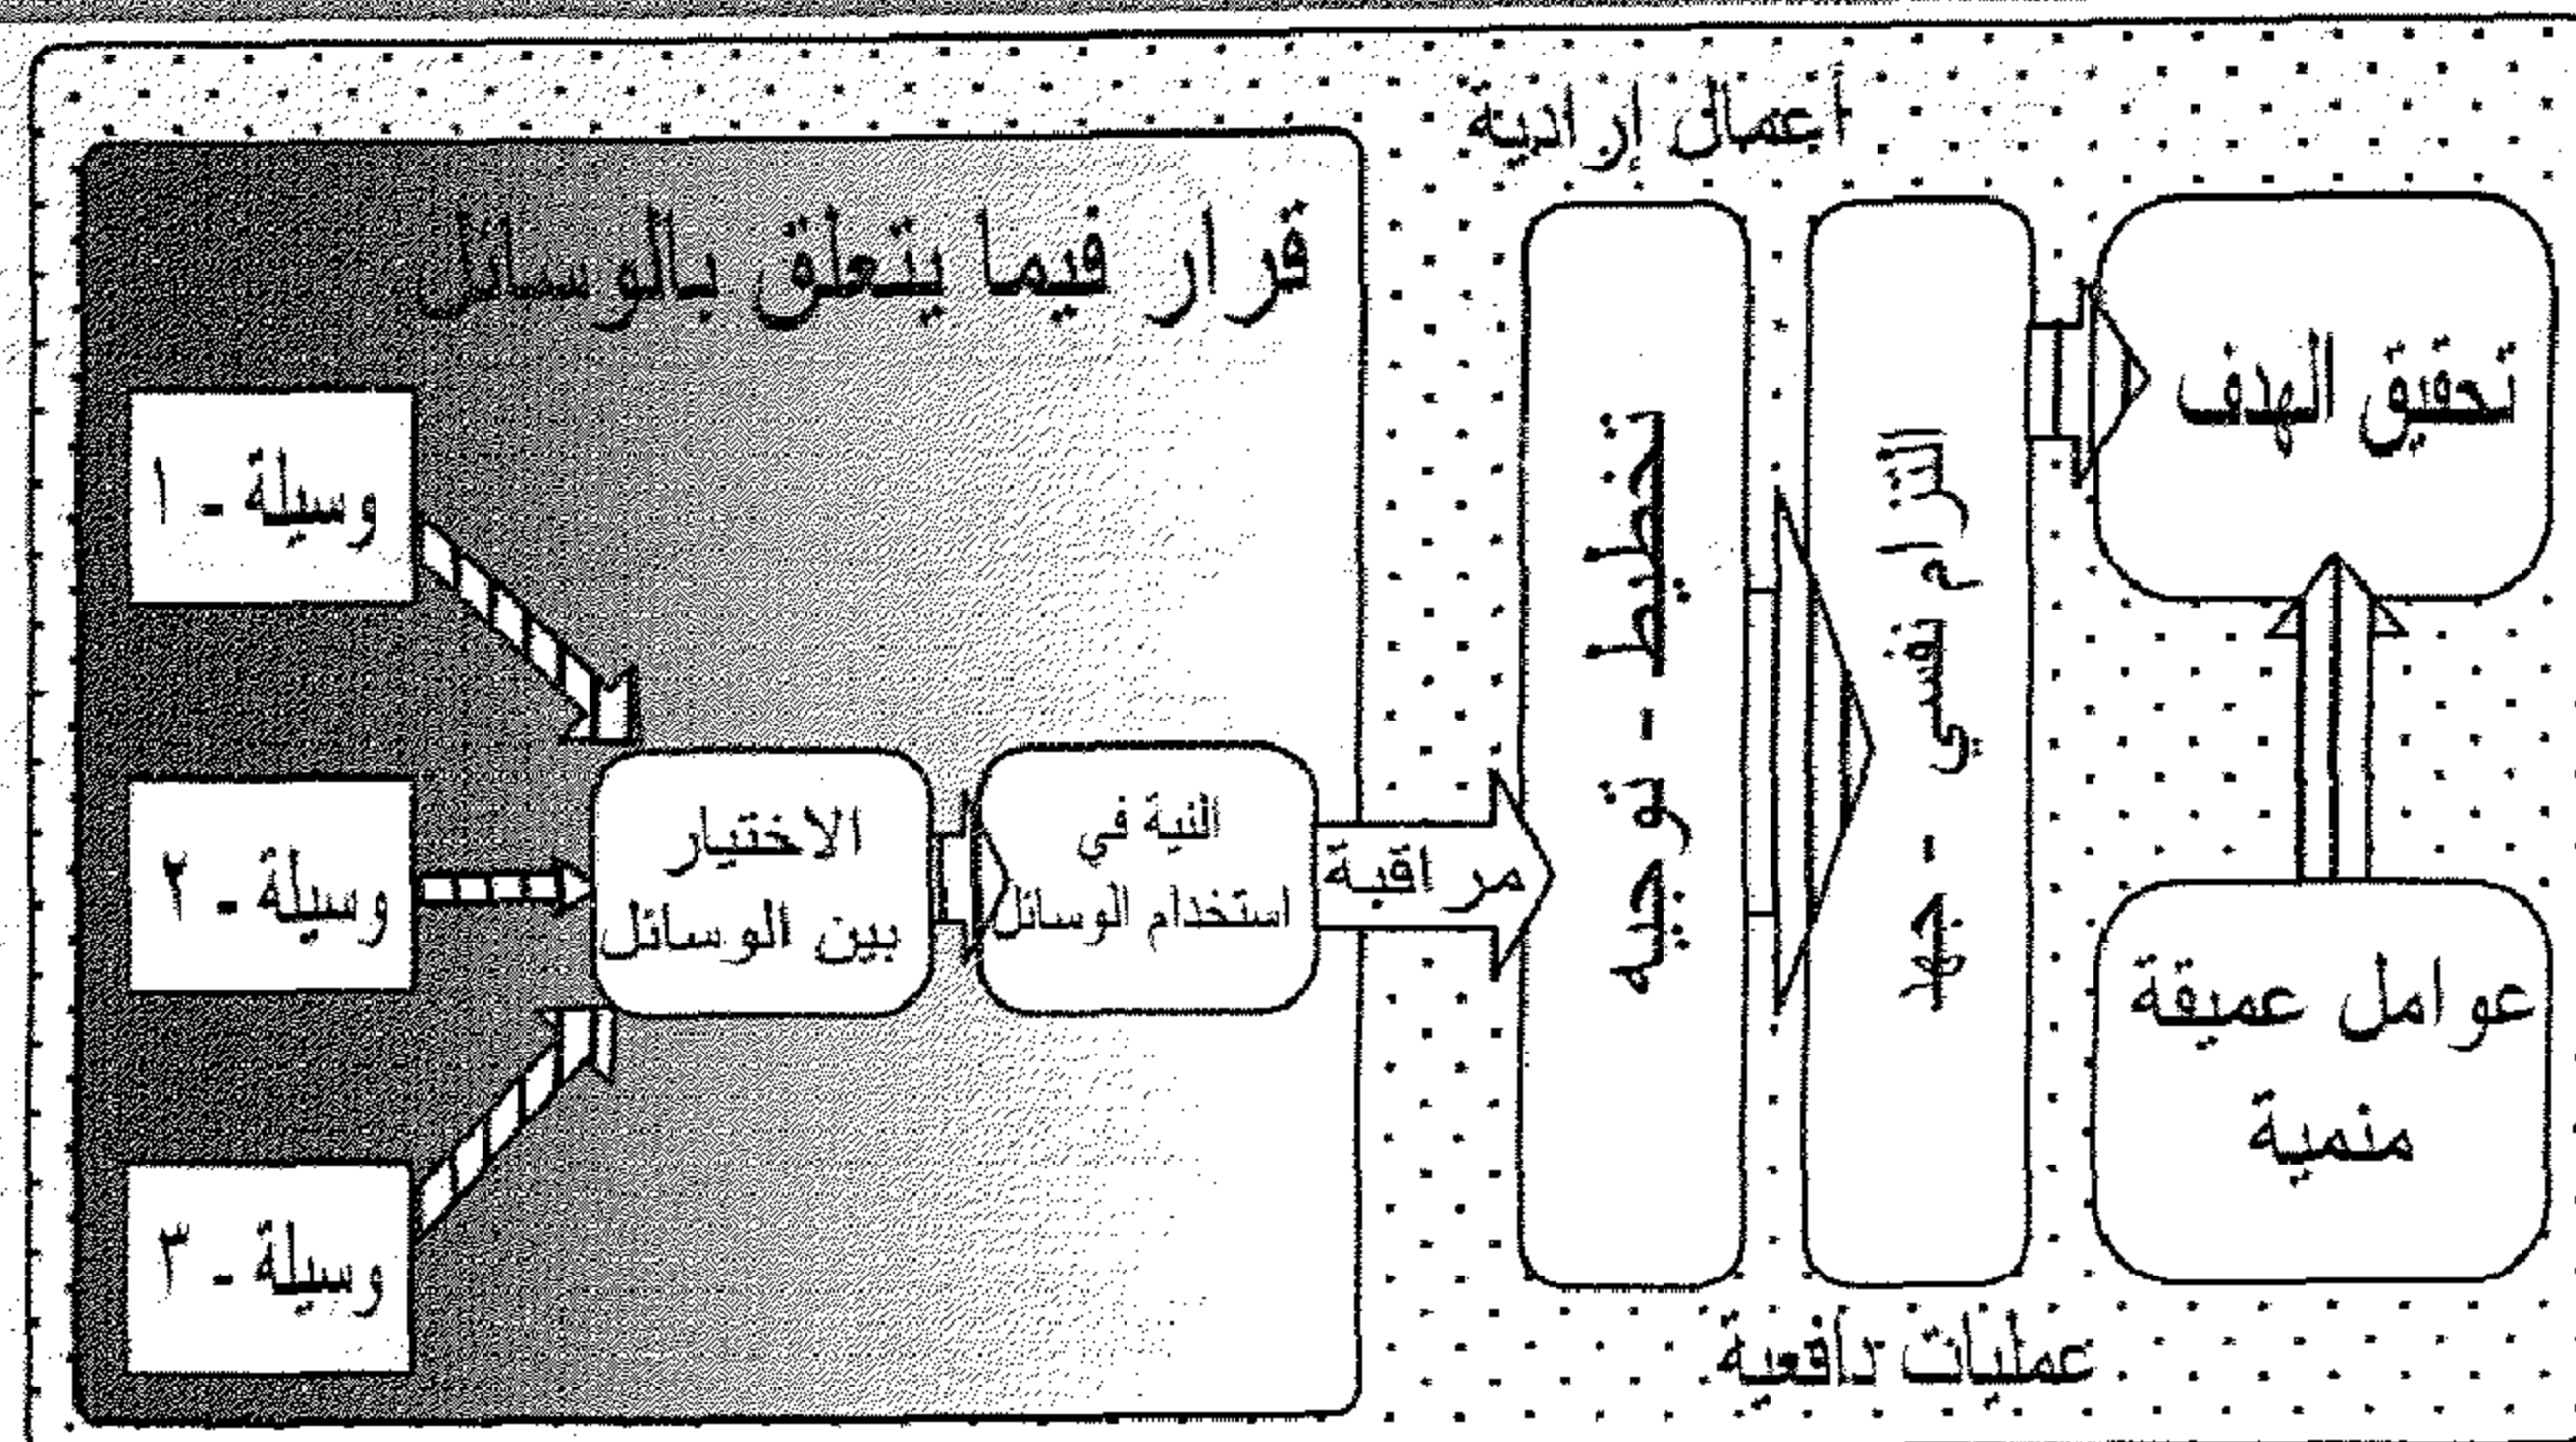 أعمال إرادية
قرار فيما يتعلق بالوسائل
وسيلة - ١
وسيلة - ٢
وسيلة - ٣
الاختيار
بين الوسائل
النية في
استخدام الوسائل
مراقبة
تخطيط - توجيه
التزام نفسي - جهد
تحقيق الهدف
عوامل عميقة
منمية
عمليات دافعية